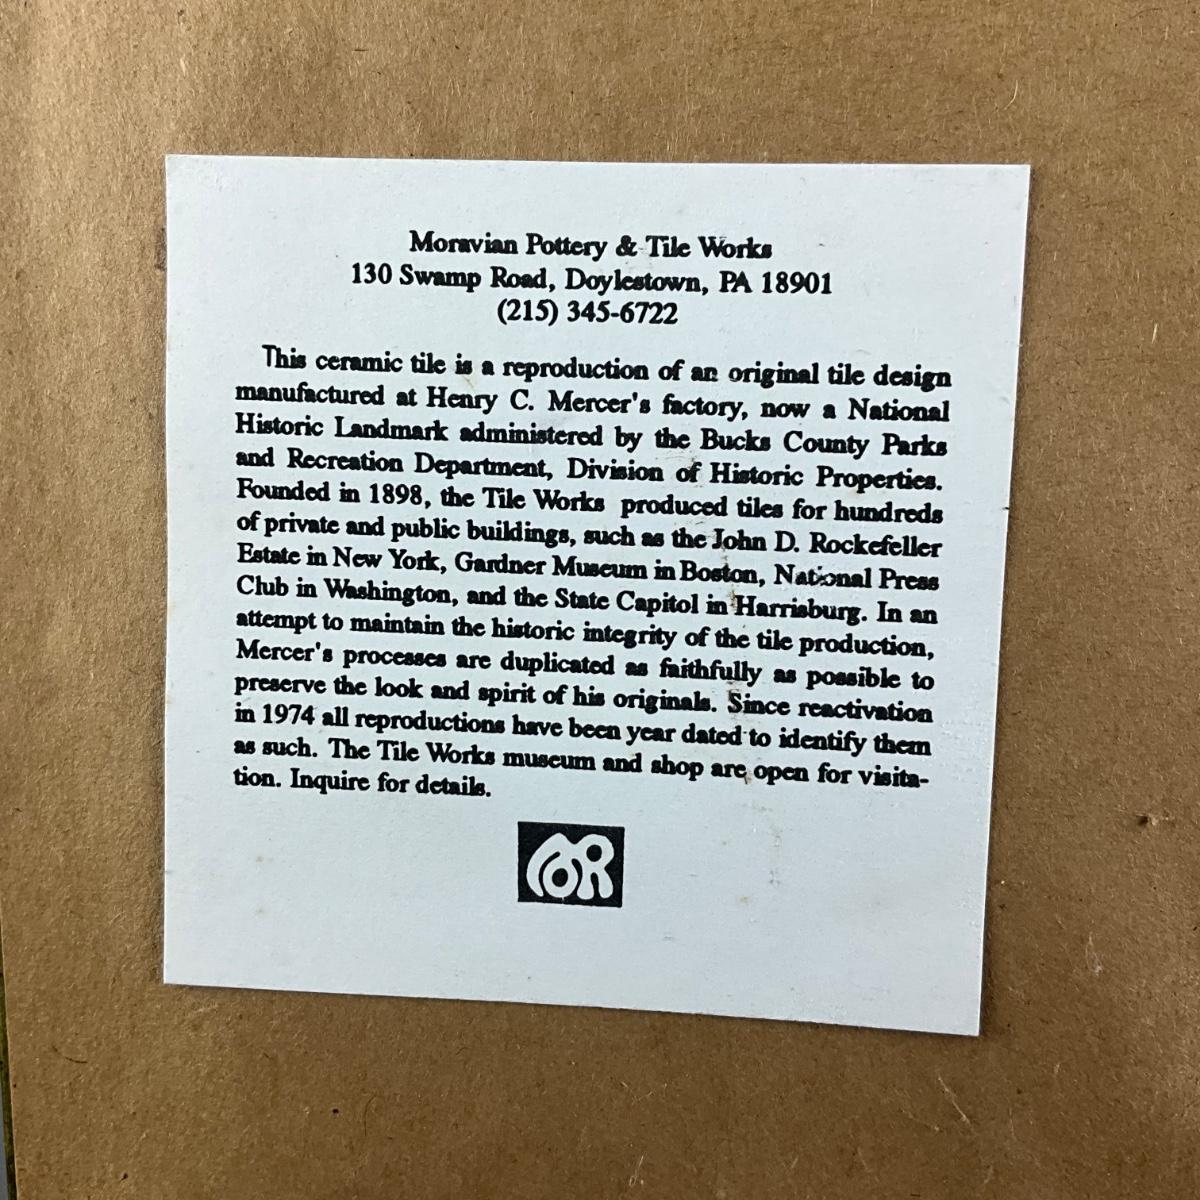 Moravian Pottery & Tile Works
130 Swamp Road, Doylestown, PA 18901
(215) 345-6722
This ceramic tile is a reproduction of an original tile design
manufactured at Henry C. Mercer's factory, now a National
Historic Landmark administered by the Bucks County Parks
and Recreation Department, Division of Historic Properties.
Founded in 1898, the Tile Works produced tiles for hundreds
of private and public buildings, such as the John D. Rockefeller
Estate in New York, Gardner Museum in Boston, National Press
Club in Washington, and the State Capitol in Harrisburg. In an
attempt to maintain the historic integrity of the tile production,
Mercer's processes are duplicated as faithfully as possible to
preserve the look and spirit of his originals. Since reactivation
in 1974 all reproductions have been year dated to identify them
as such. The Tile Works museum and shop are open for visita-
tion. Inquire for details.